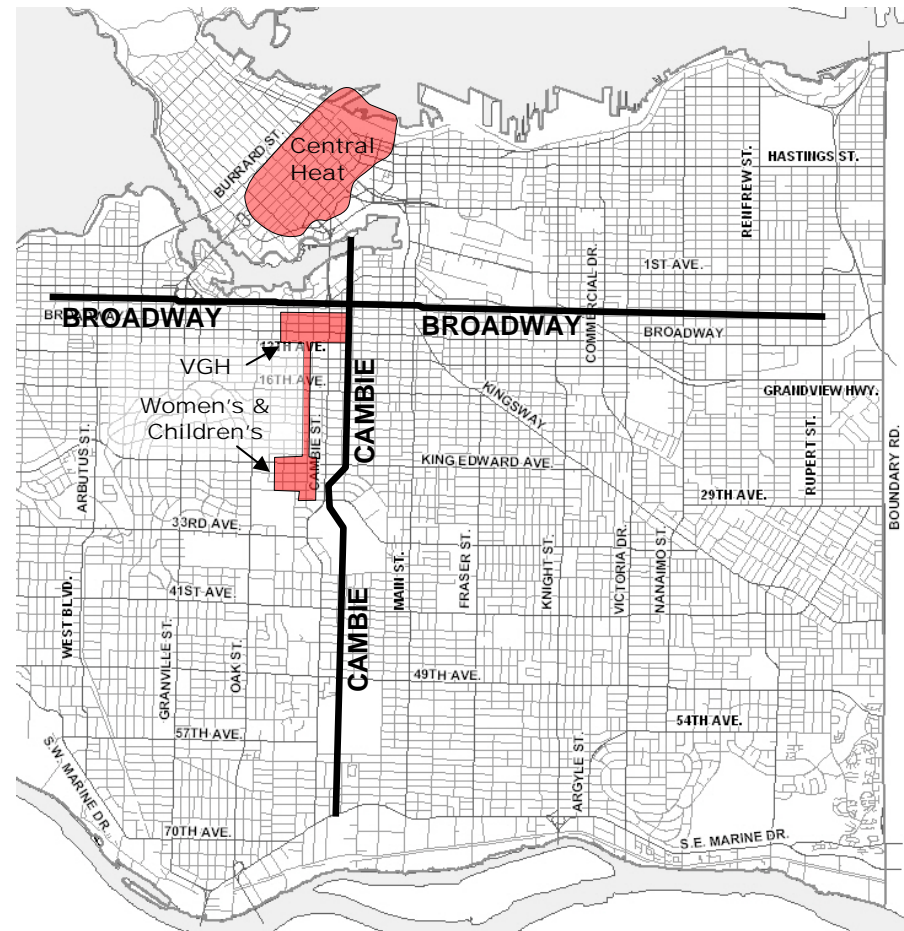 Central
Heat
BURRARD ST.
HASTINGS ST.
RENFREW ST.
1ST AVE.
COMMERCIAL DR.
BROADWAY
BROADWAY
BROADWAY
12TH AVE.
VGH
16TH AVE.
KINGSWAY
GRANDVIEW HWY.
Women's &
Children's
CAMBIE
CAMBIE ST.
ARBUTUS ST.
KING EDWARD AVE.
RUPERT ST.
BOUNDARY RD.
29TH AVE.
33RD AVE.
MAIN ST.
FRASER ST.
KNIGHT ST.
VICTORIA DR.
NANAIMO ST.
41ST AVE
WEST BLVD.
GRANVILLE ST.
OAK ST.
CAMBIE
49TH AVE.
54TH AVE.
57TH AVE.
ARGYLE ST.
S.W. MARINE DR.
70TH AVE.
S.E. MARINE DR.